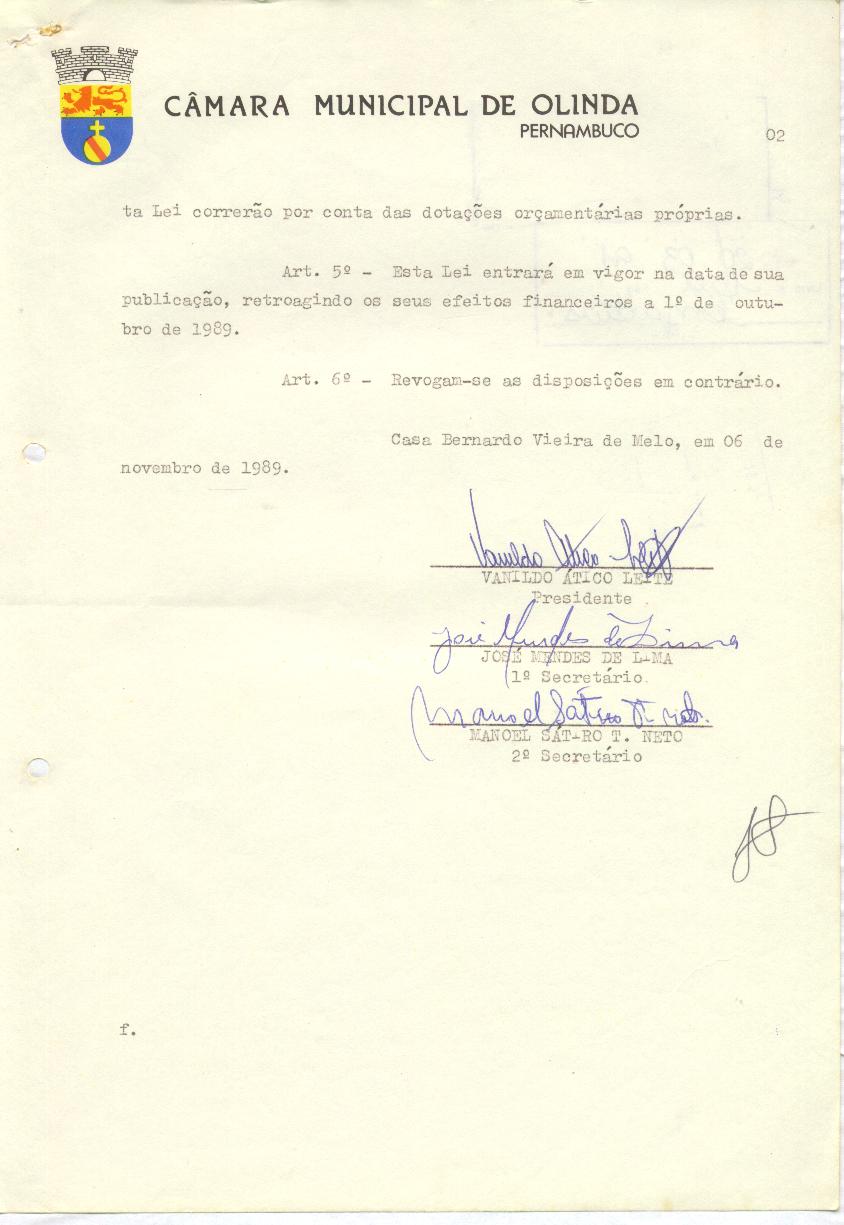 CÂMARA MUNICIPAL DE OLINDA
PERNAMBUCO
02
ta Lei correrão por conta das dotações orçamentárias próprias.
Art. 5º - Esta Lei entrará em vigor na data de sua
publicação, retroagindo os seus efeitos financeiros a 1º de outu-
bro de 1989.
Art. 6º - Revogam-se as disposições em contrário.
Casa Bernardo Vieira de Melo, em 06 de
novembro de 1989.
Vanildo Ático Leite
VANILDO ÁTICO LEITE
Presidente
José Mendes de Lima
JOSÉ MENDES DE LIMA
1º Secretário
Manoel Sátiro T. Neto.
MANOEL SÁTIRO T. NETO
2º Secretário
f.